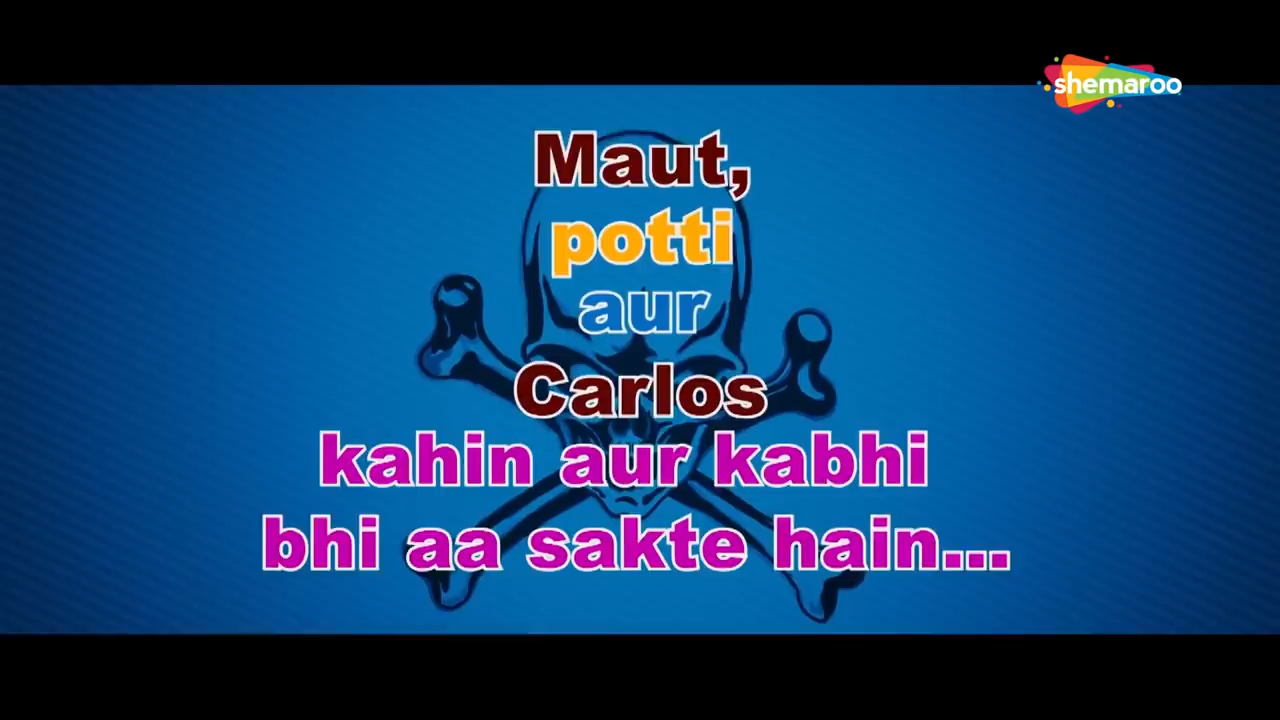 shemaroo
Maut,
potti
aur
Carlos
kahin aur kabhi
bhi aa sakte hain...